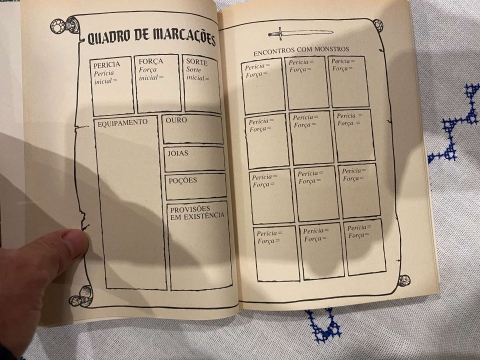 QUADRO DE MARCAÇÕES
PERÍCIA
Perícia
inicial=
FORÇA
Força
inicial=
SORTE
Sorte
inicial=
EQUIPAMENTO
OURO
JOIAS
POÇÕES
PROVISÕES
EM EXISTÊNCIA
ENCONTROS COM MONSTROS
Perícia=
Força=
Perícia=
Força=
Perícia=
Força=
Perícia=
Força=
Perícia=
Força=
Perícia=
Força=
Perícia=
Força=
Perícia=
Força=
Perícia=
Força=
Perícia=
Força=
Perícia=
Força=
Perícia=
Força=